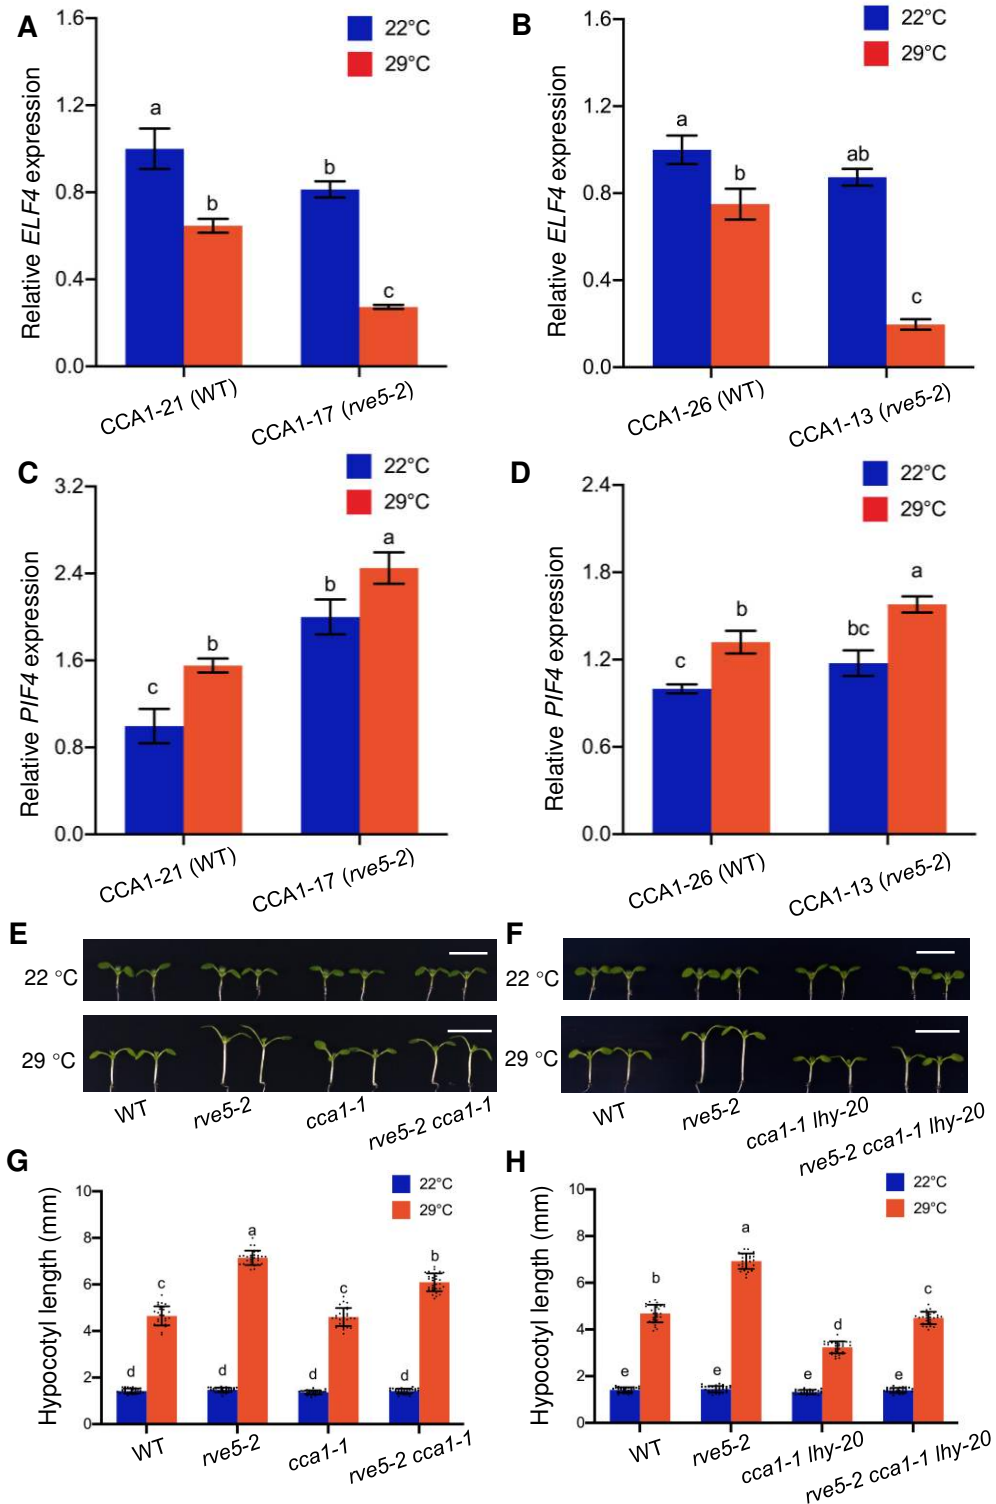 A
1.6
1.2
0.8
0.4
0.0
Relative ELF4 expression
22°C
29°C
a
b
b
c
CCA1-21 (WT)
CCA1-17 (rve5-2)
B
1.6
1.2
0.8
0.4
0.0
Relative ELF4 expression
22°C
29°C
a
b
ab
c
CCA1-26 (WT)
CCA1-13 (rve5-2)
C
3.2
2.4
1.6
0.8
0.0
Relative PIF4 expression
22°C
29°C
c
b
b
a
CCA1-21 (WT)
CCA1-17 (rve5-2)
D
2.4
1.8
1.2
0.6
0.0
Relative PIF4 expression
22°C
29°C
c
b
bc
a
CCA1-26 (WT)
CCA1-13 (rve5-2)
E
22 °C
29 °C
WT
rve5-2
cca1-1
rve5-2 cca1-1
F
22 °C
29 °C
WT
rve5-2
cca1-1 lhy-20
rve5-2 cca1-1 lhy-20
G
10
8
6
4
2
0
Hypocotyl length (mm)
22°C
29°C
d
c
d
a
d
c
d
b
WT
rve5-2
cca1-1
rve5-2 cca1-1
H
10
8
6
4
2
0
Hypocotyl length (mm)
22°C
29°C
e
b
e
a
e
d
e
c
WT
rve5-2
cca1-1 lhy-20
rve5-2 cca1-1 lhy-20